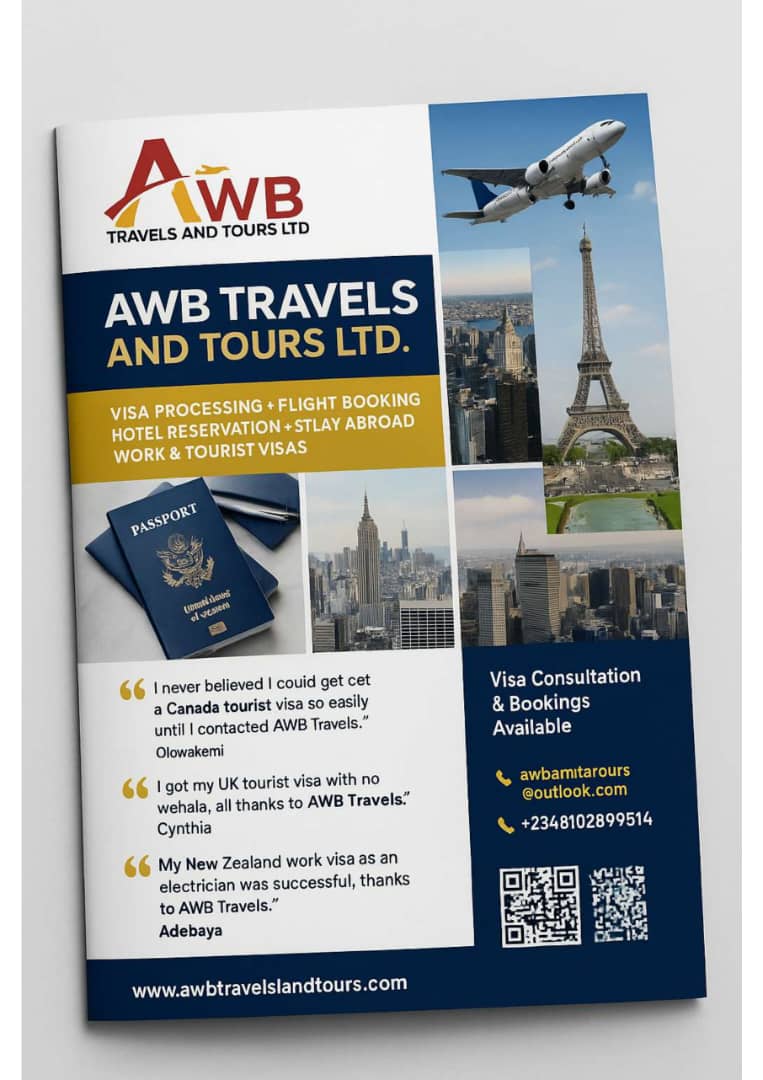 AWB
TRAVELS AND TOURS LTD
AWB TRAVELS
AND TOURS LTD.
VISA PROCESSING + FLIGHT BOOKING
HOTEL RESERVATION + STLAY ABROAD
WORK & TOURIST VISAS
PASSPORT
“ I never believed I couid get cet
a Canada tourist visa so easily
until I contacted AWB Travels.”
Olowakemi
“ I got my UK tourist visa with no
wehala, all thanks to AWB Travels.”
Cynthia
“ My New Zealand work visa as an
electrician was successful, thanks
to AWB Travels.”
Adebaya
Visa Consultation
& Bookings
Available
awbamitarours
@outlook.com
+2348102899514
www.awbtravelslandtours.com